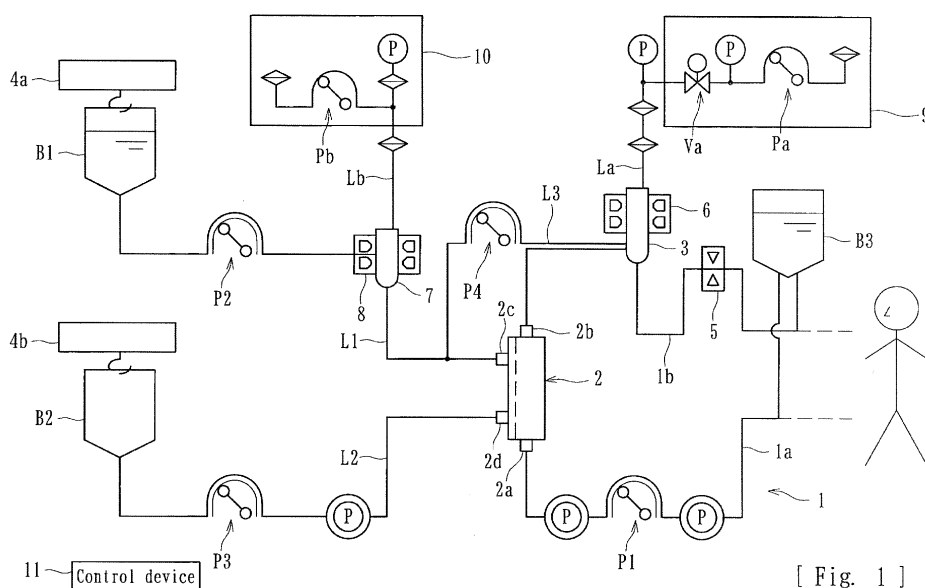 4a
B1
P2
10
P
Pb
Lb
8
7
L1
P4
L3
P
P
Va
Pa
9
La
6
3
5
B3
1b
2c
2b
2
2d
2a
4b
B2
L2
P3
P
P
P1
P
1a
1
11
Control device
[ Fig. 1 ]